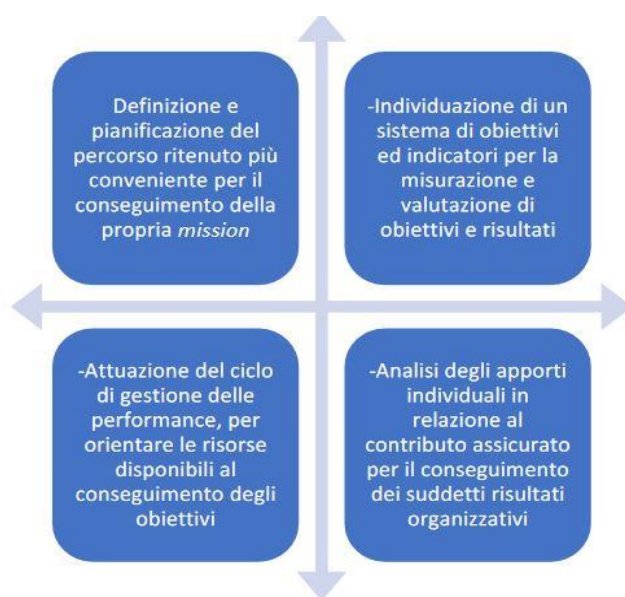 Definizione e
pianificazione del
percorso ritenuto più
conveniente per il
conseguimento della
propria mission
-Individuazione di un
sistema di obiettivi
ed indicatori per la
misurazione e
valutazione di
obiettivi e risultati
-Attuazione del ciclo
di gestione delle
performance, per
orientare le risorse
disponibili al
conseguimento degli
obiettivi
-Analisi degli apporti
individuali in
relazione al
contributo assicurato
per il conseguimento
dei suddetti risultati
organizzativi